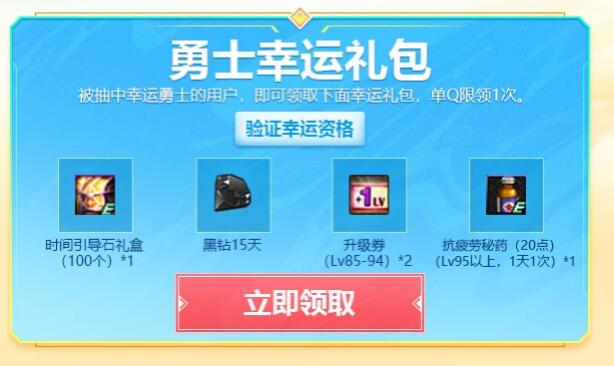 勇士幸运礼包
被抽中幸运勇士的用户，即可领取下面幸运礼包，单Q限领1次。
验证幸运资格
E
+1
LV
E
时间引导石礼盒
（100个）*1
黑钻15天
升级券
（Lv85-94）*2
抗疲劳秘药（20点）
（Lv95以上，1天1次）*1
立即领取